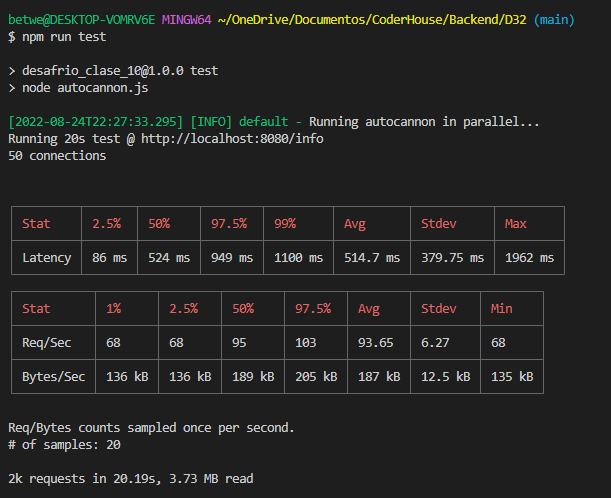 betwe@DESKTOP-VOMRV6E MINGW64 ~/OneDrive/Documentos/CoderHouse/Backend/D32 (main)
$ npm run test
> desafrio_clase_10@1.0.0 test
> node autocannon.js
[2022-08-24T22:27:33.295] [INFO] default - Running autocannon in parallel...
Running 20s test @ http://localhost:8080/info
50 connections
Stat 2.5% 50% 97.5% 99% Avg Stdev Max
Latency 86 ms 524 ms 949 ms 1100 ms 514.7 ms 379.75 ms 1962 ms
Stat 1% 2.5% 50% 97.5% Avg Stdev Min
Req/Sec 68 68 95 103 93.65 6.27 68
Bytes/Sec 136 kB 136 kB 189 kB 205 kB 187 kB 12.5 kB 135 kB
Req/Bytes counts sampled once per second.
# of samples: 20
2k requests in 20.19s, 3.73 MB read